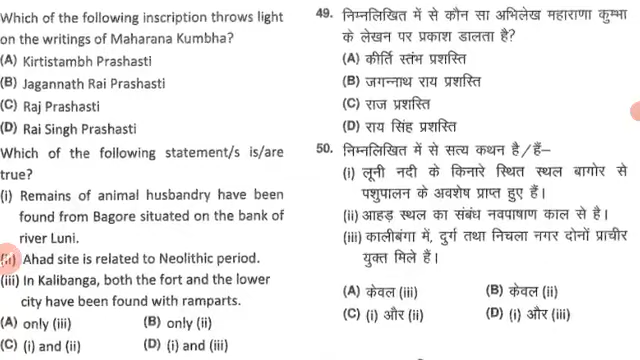 Which of the following inscription throws light
on the writings of Maharana Kumbha?
(A) Kirtistambh Prashasti
(B) Jagannath Rai Prashasti
(C) Raj Prashasti
(D) Rai Singh Prashasti
Which of the following statement/s is/are
true?
(i) Remains of animal husbandry have been
found from Bagore situated on the bank of
river Luni.
(ii) Ahad site is related to Neolithic period.
(iii) In Kalibanga, both the fort and the lower
city have been found with ramparts.
(A) only (iii) (B) only (ii)
(C) (i) and (ii) (D) (i) and (iii)
49. निम्नलिखित में से कौन सा अभिलेख महाराणा कुम्भा
के लेखन पर प्रकाश डालता है?
(A) कीर्ति स्तंभ प्रशस्ति
(B) जगन्नाथ राय प्रशस्ति
(C) राज प्रशस्ति
(D) राय सिंह प्रशस्ति
50. निम्नलिखित में से सत्य कथन है/हैं–
(i) लूनी नदी के किनारे स्थित स्थल बागोर से
पशुपालन के अवशेष प्राप्त हुए हैं।
(ii) आहड़ स्थल का संबंध नवपाषाण काल से है।
(iii) कालीबंगा में, दुर्ग तथा निचला नगर दोनों प्राचीर
युक्त मिले हैं।
(A) केवल (iii) (B) केवल (ii)
(C) (i) और (ii) (D) (i) और (iii)